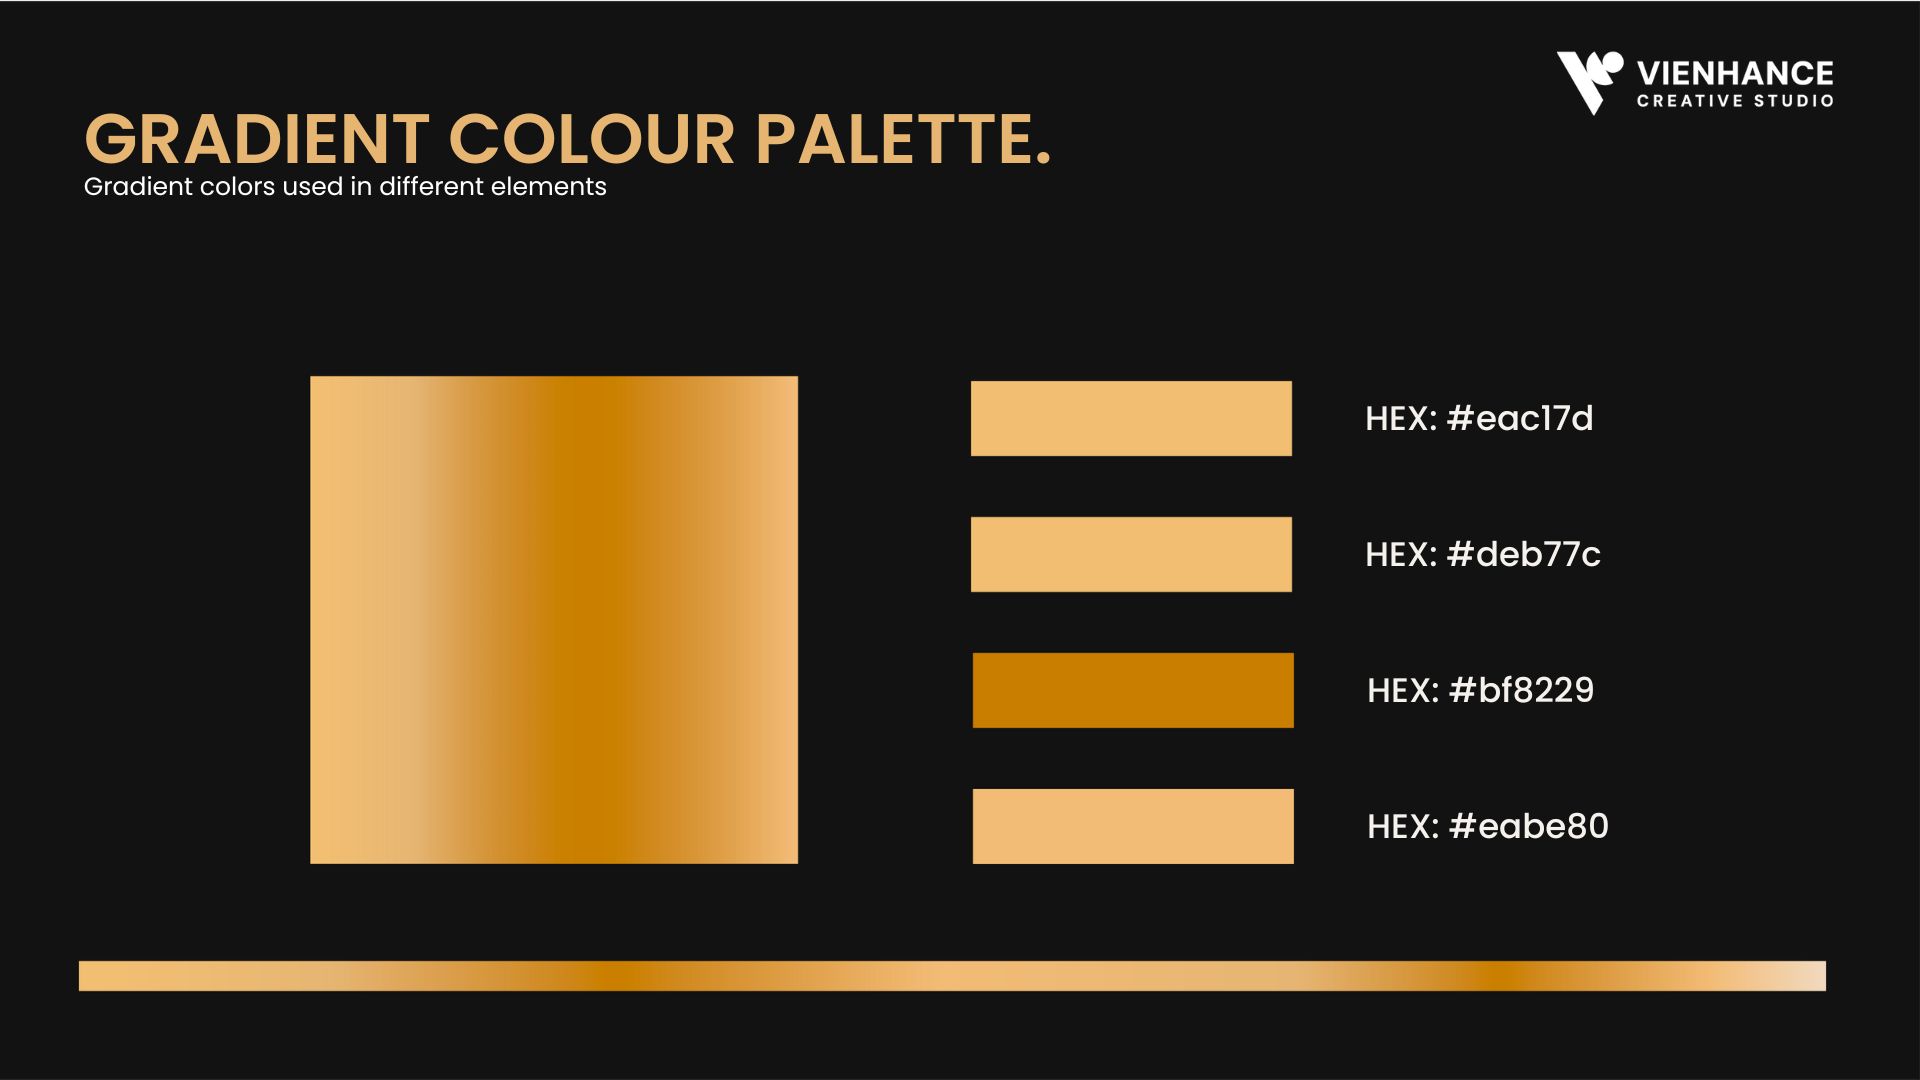 VIENHANCE
CREATIVE STUDIO
GRADIENT COLOUR PALETTE.
Gradient colors used in different elements
HEX: #eac17d
HEX: #deb77c
HEX: #bf8229
HEX: #eabe80